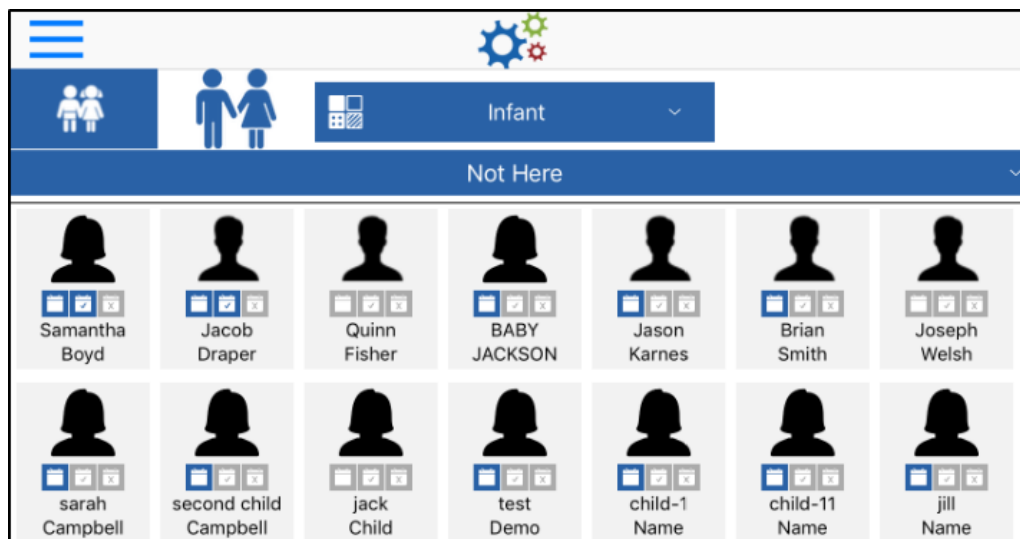 Infant
Not Here
Samantha
Boyd
Jacob
Draper
Quinn
Fisher
BABY
JACKSON
Jason
Karnes
Brian
Smith
Joseph
Welsh
sarah
Campbell
second child
Campbell
jack
Child
test
Demo
child-1
Name
child-11
Name
jill
Name